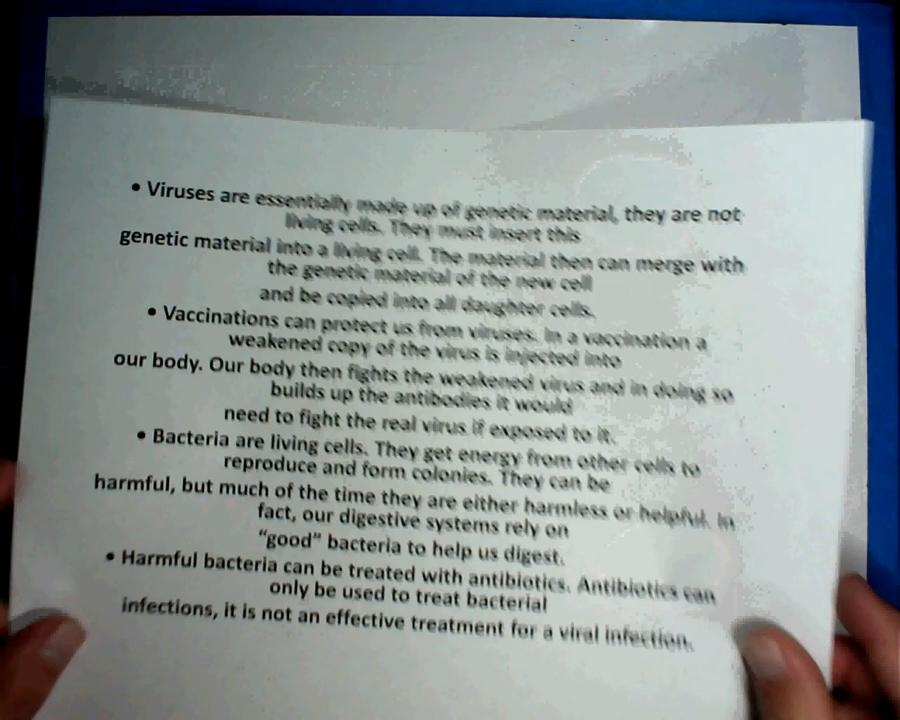 • Viruses are essentially made up of genetic material, they are not
living cells. They must insert this
genetic material into a living cell. The material then can merge with
the genetic material of the new cell
and be copied into all daughter cells.
• Vaccinations can protect us from viruses. In a vaccination a
weakened copy of the virus is injected into
our body. Our body then fights the weakened virus and in doing so
builds up the antibodies it would
need to fight the real virus if exposed to it.
• Bacteria are living cells. They get energy from other cells to
reproduce and form colonies. They can be
harmful, but much of the time they are either harmless or helpful. In
fact, our digestive systems rely on
“good” bacteria to help us digest.
• Harmful bacteria can be treated with antibiotics. Antibiotics can
only be used to treat bacterial
infections, it is not an effective treatment for a viral infection.